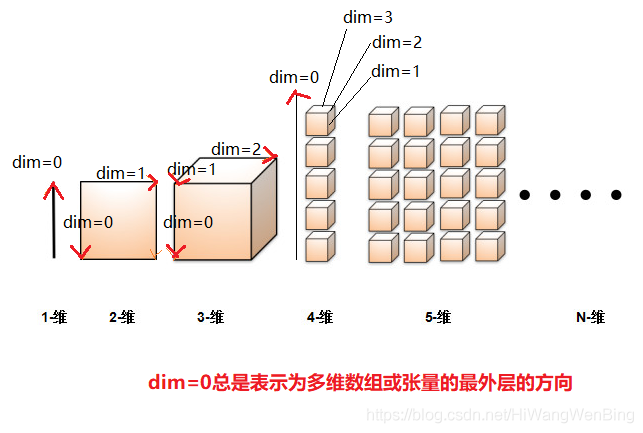 dim=3
dim=2
dim=1
dim=0
dim=2
dim=0
dim=1
dim=1
dim=0
dim=0
1-维
2-维
3-维
4-维
5-维
N-维
dim=0总是表示为多维数组或张量的最外层的方向
https://blog.csdn.net/HiWangWenBing